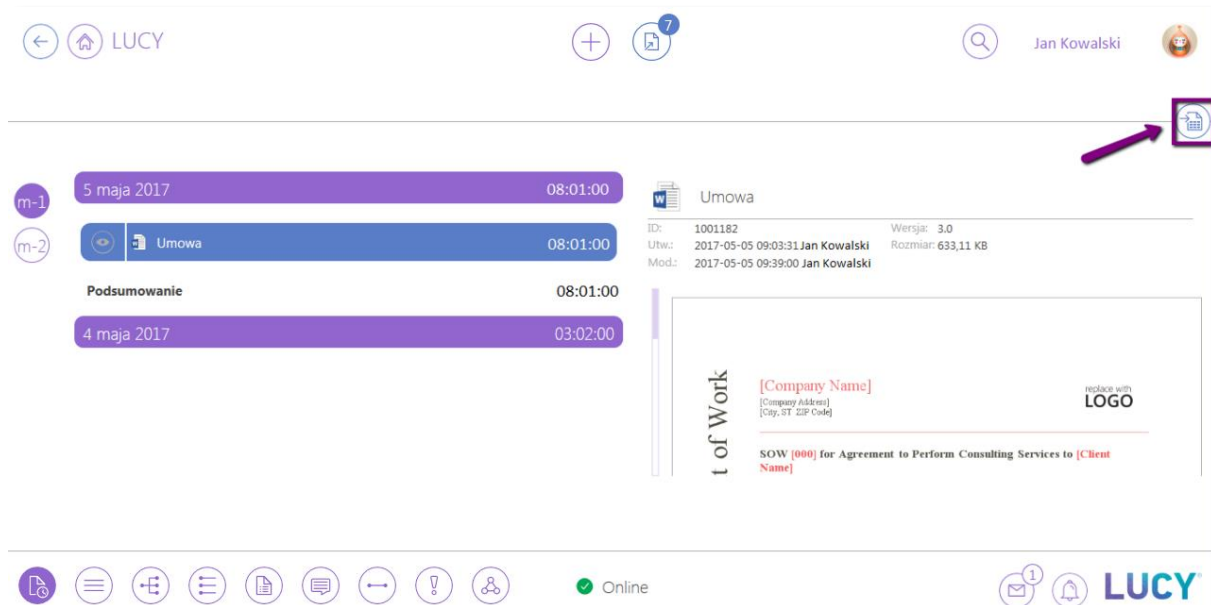 LUCY
7
Jan Kowalski
m-1
m-2
5 maja 2017 08:01:00
Umowa 08:01:00
Podsumowanie 08:01:00
4 maja 2017 03:02:00
Umowa
ID: 1001182 Wersja: 3.0
Utw.: 2017-05-05 09:03:31 Jan Kowalski Rozmiar: 633,11 KB
Mod.: 2017-05-05 09:39:00 Jan Kowalski
t of Work
[Company Name]
[Company Address]
[City, ST ZIP Code]
replace with
LOGO
SOW [000] for Agreement to Perform Consulting Services to [Client
Name]
Online
1
LUCY